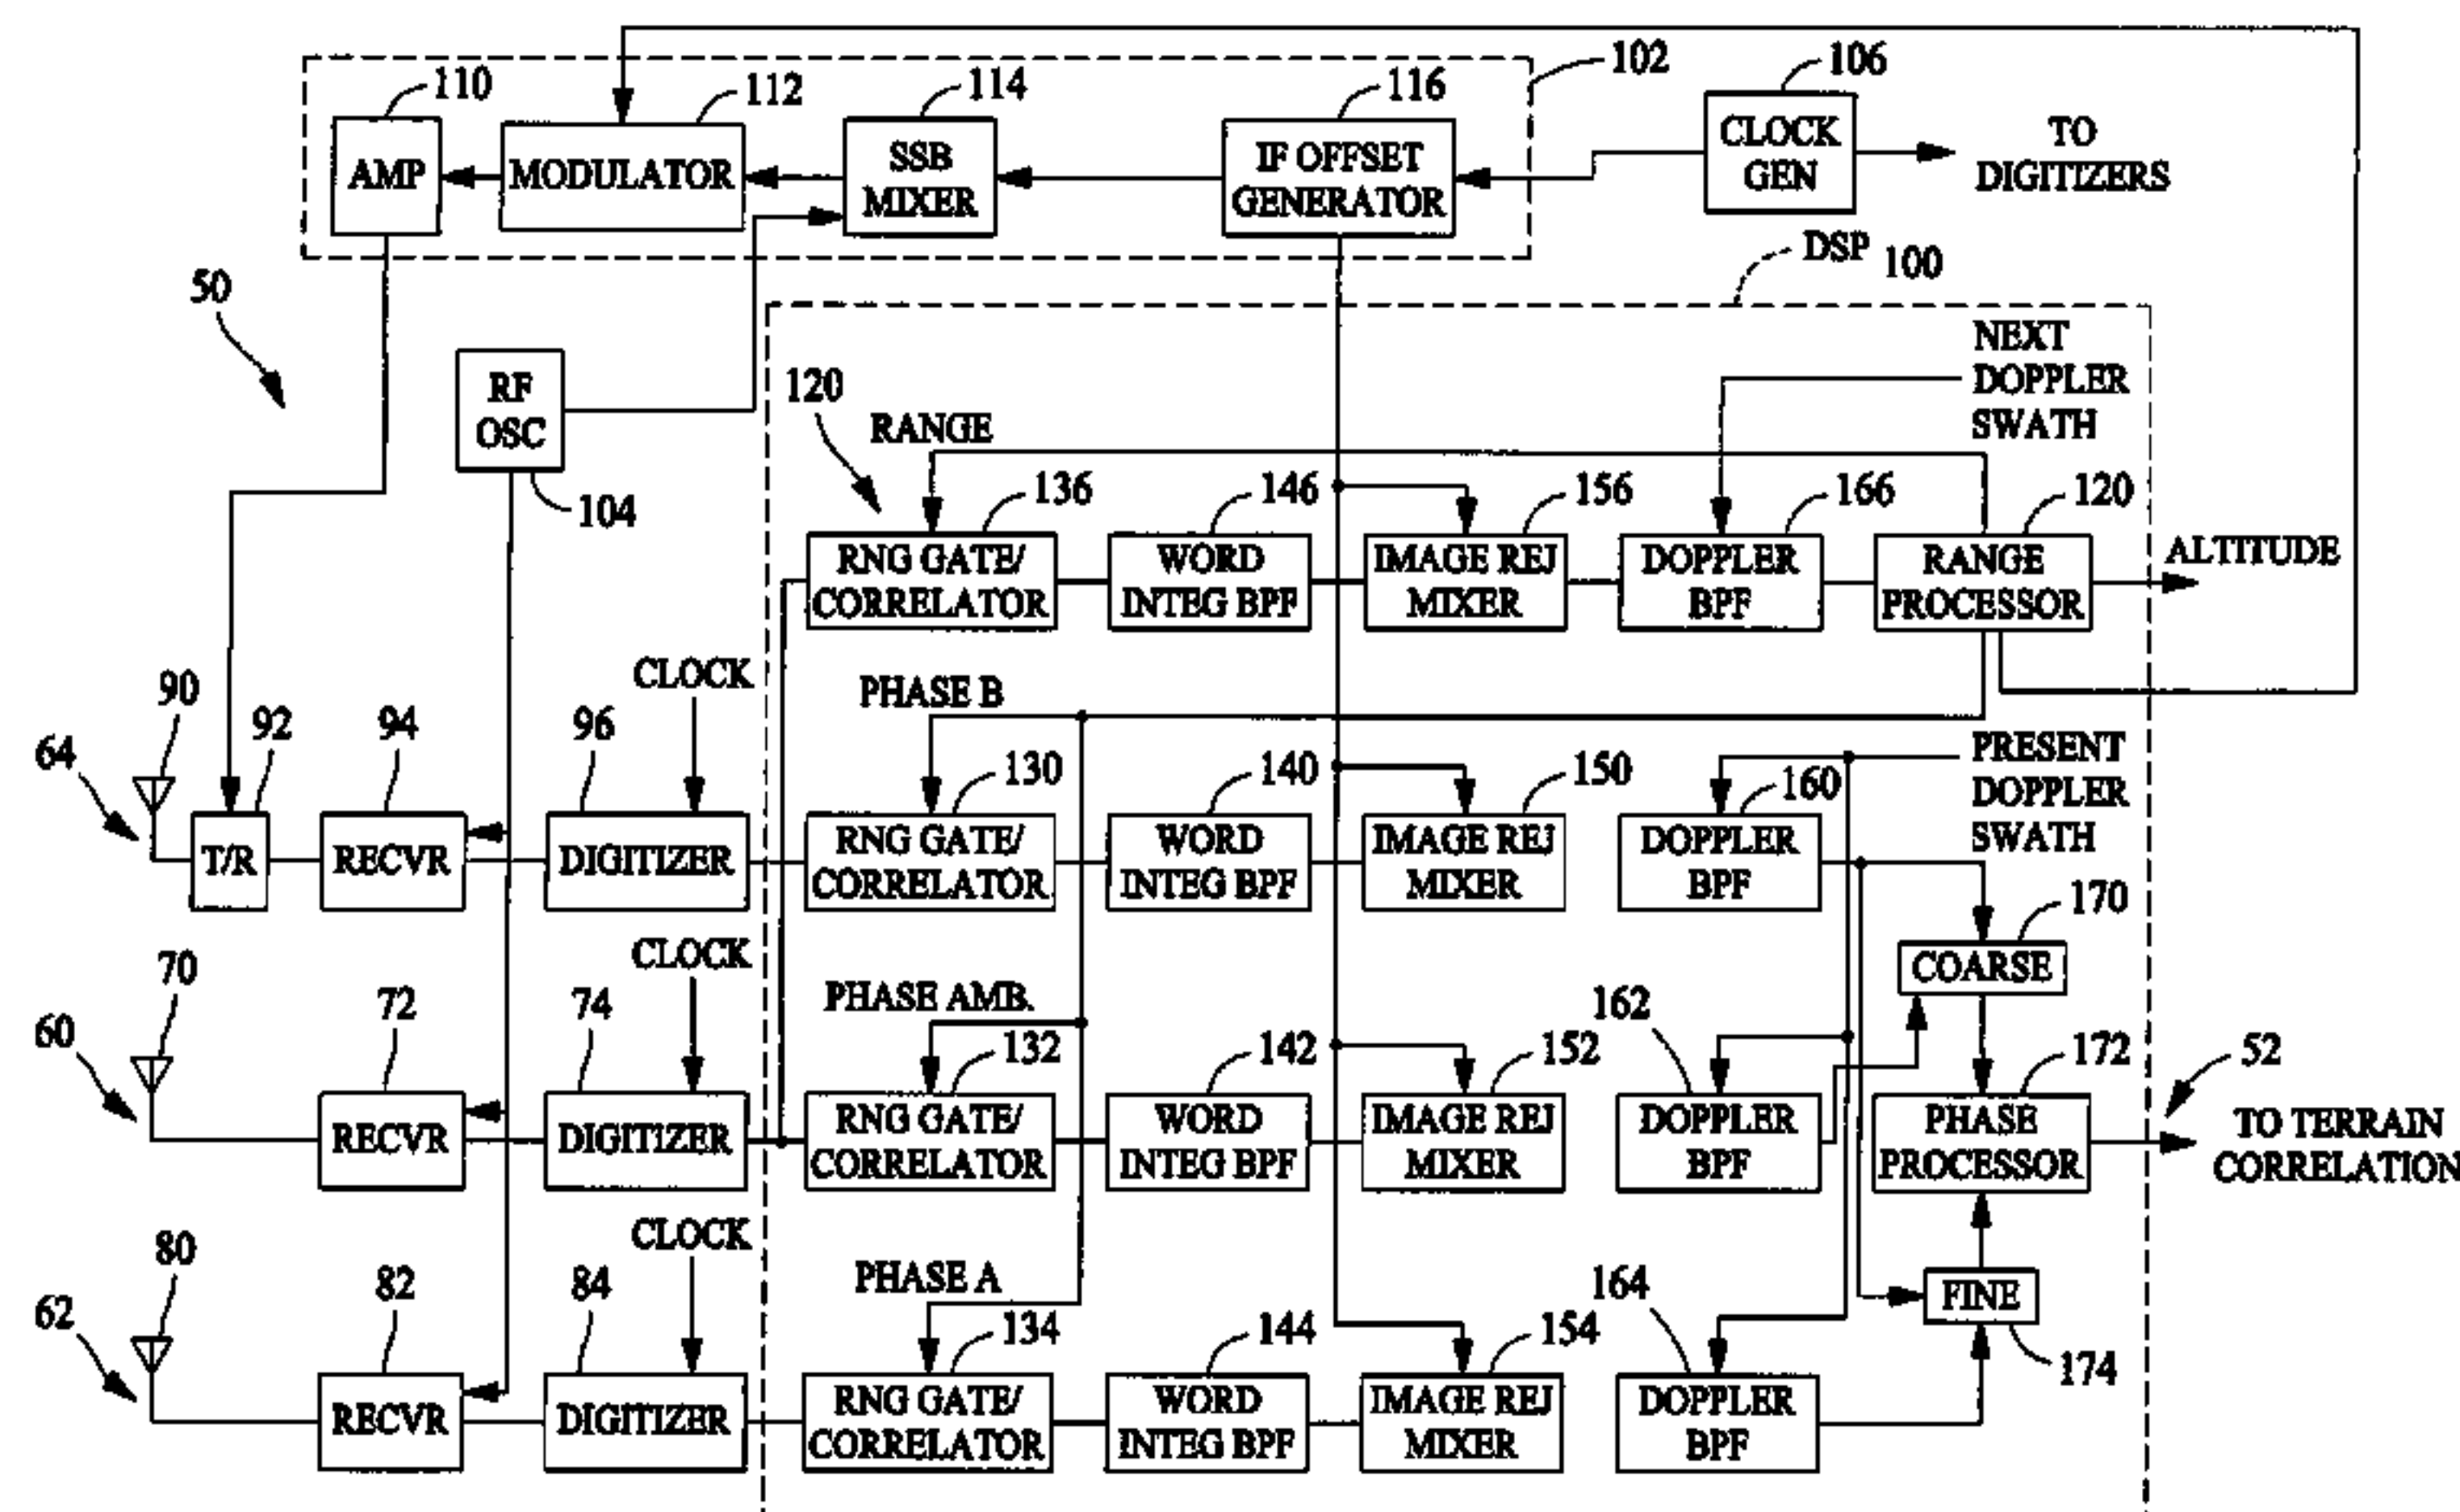 110
112
114
116
102
106
AMP
MODULATOR
SSB
MIXER
IF OFFSET
GENERATOR
CLOCK
GEN
TO
DIGITIZERS
DSP 100
50
RF
OSC
104
120
RANGE
NEXT
DOPPLER
SWATH
136
146
156
166
120
RNG GATE/
CORRELATOR
WORD
INTEG BPF
IMAGE REJ
MIXER
DOPPLER
BPF
RANGE
PROCESSOR
ALTITUDE
CLOCK
PHASE B
90
64
92
94
96
130
140
150
160
PRESENT
DOPPLER
SWATH
T/R
RECVR
DIGITIZER
RNG GATE/
CORRELATOR
WORD
INTEG BPF
IMAGE REJ
MIXER
DOPPLER
BPF
170
COARSE
CLOCK
PHASE AMB.
70
60
72
74
132
142
152
162
172
52
RECVR
DIGITIZER
RNG GATE/
CORRELATOR
WORD
INTEG BPF
IMAGE REJ
MIXER
DOPPLER
BPF
PHASE
PROCESSOR
TO TERRAIN
CORRELATION
CLOCK
PHASE A
80
62
82
84
134
144
154
164
FINE
174
RECVR
DIGITIZER
RNG GATE/
CORRELATOR
WORD
INTEG BPF
IMAGE REJ
MIXER
DOPPLER
BPF